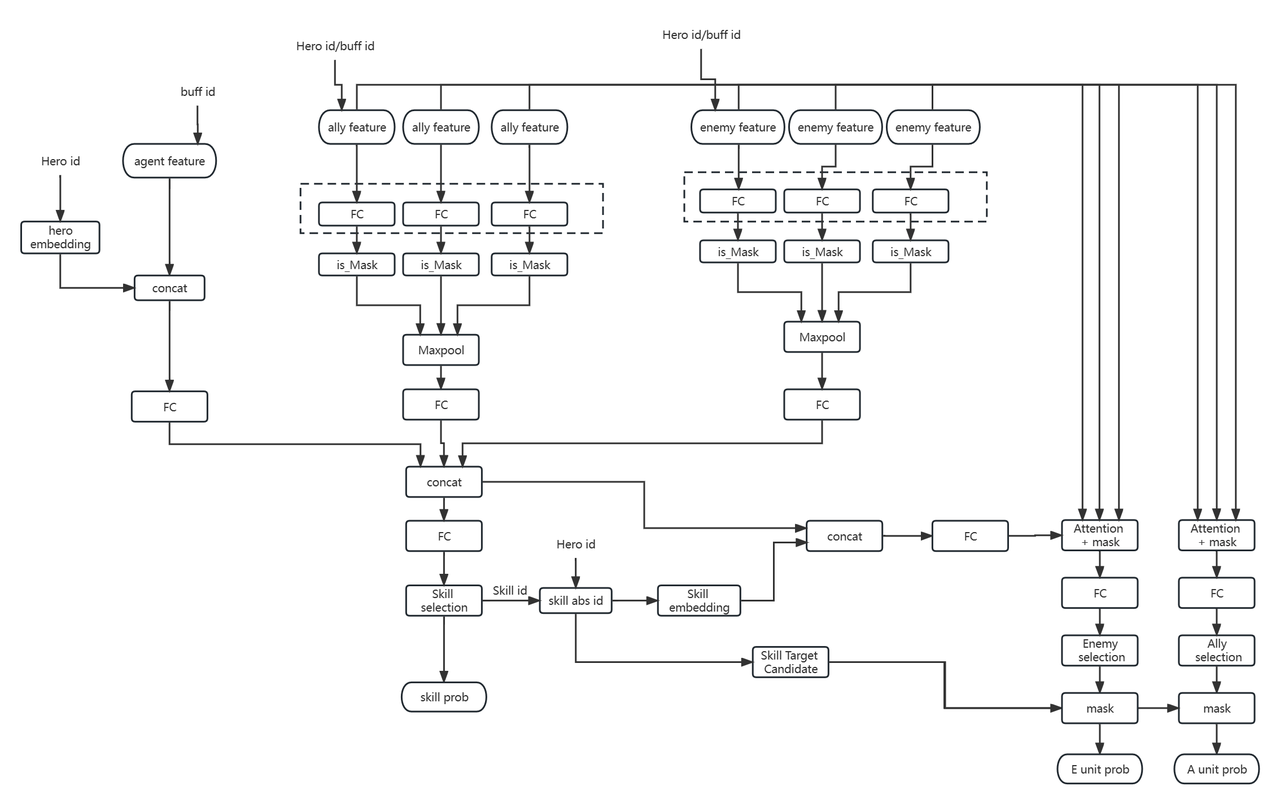 Hero id/buff id
Hero id/buff id
buff id
ally feature
ally feature
ally feature
enemy feature
enemy feature
enemy feature
Hero id
agent feature
FC
FC
FC
FC
FC
FC
hero
embedding
is_Mask
is_Mask
is_Mask
is_Mask
is_Mask
is_Mask
concat
Maxpool
Maxpool
FC
FC
FC
concat
FC
Hero id
concat
FC
Attention
+ mask
Attention
+ mask
Skill
selection
Skill id
skill abs id
Skill
embedding
FC
FC
Skill Target
Candidate
Enemy
selection
Ally
selection
skill prob
mask
mask
E unit prob
A unit prob